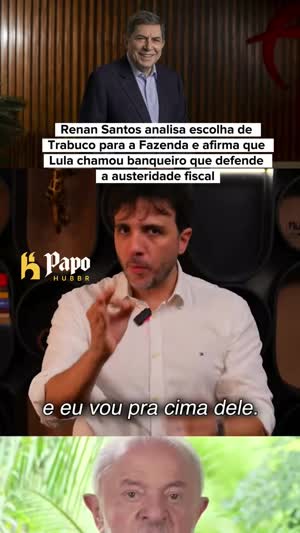 Renan Santos analisa escolha de
Trabuco para a Fazenda e afirma que
Lula chamou banqueiro que defende
a austeridade fiscal
Papo
HUBBR
e eu vou pra cima dele.